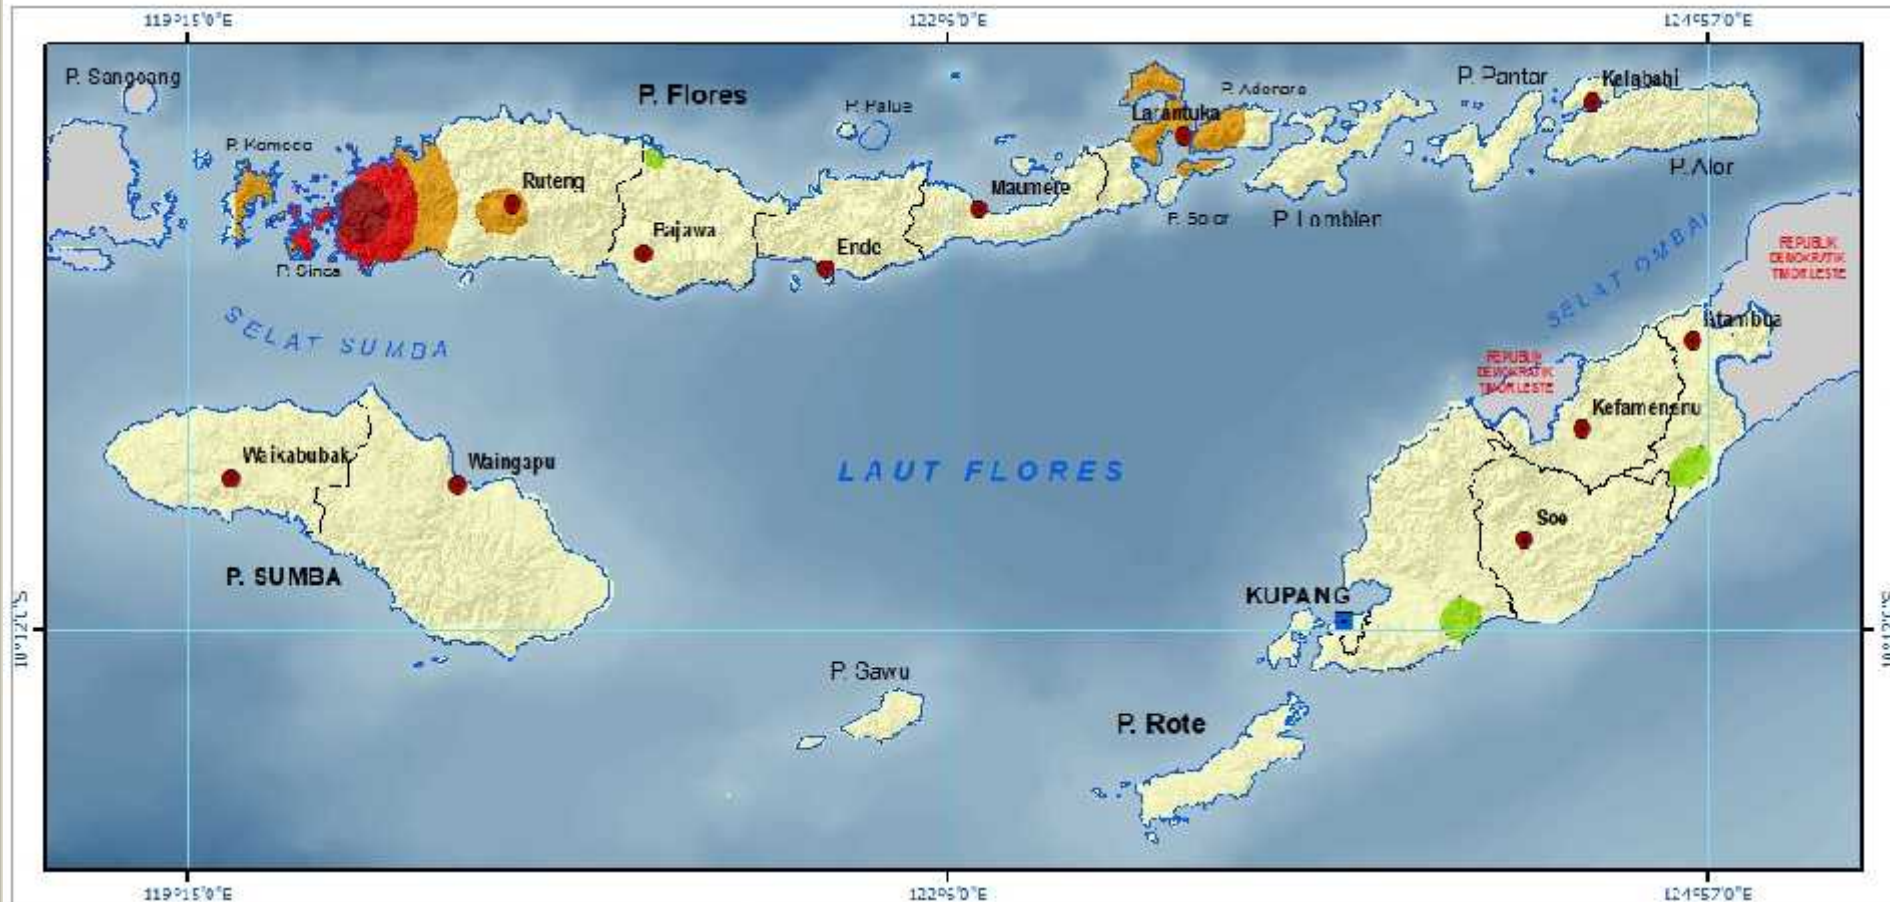 119°15'0"E 122°6'0"E 124°57'0"E
P. Sangeang
P. Flores
P. Palue
P. Adonara
P. Pantar
Kalabahi
Larantuka
P. Komodo
P. Alor
Ruteng
Maumere
P. Solor
P. Lomblen
Bajawa
Ende
P. Rinca
REPUBLIK
DEMOKRATIK
TIMOR LESTE
SELAT OMBAI
SELAT SUMBA
Atambua
REPUBLIK
DEMOKRATIK
TIMOR LESTE
Kefamenanu
Waikabubak
Waingapu
LAUT FLORES
Soe
P. SUMBA
KUPANG
P. Sawu
P. Rote
119°15'0"E 122°6'0"E 124°57'0"E